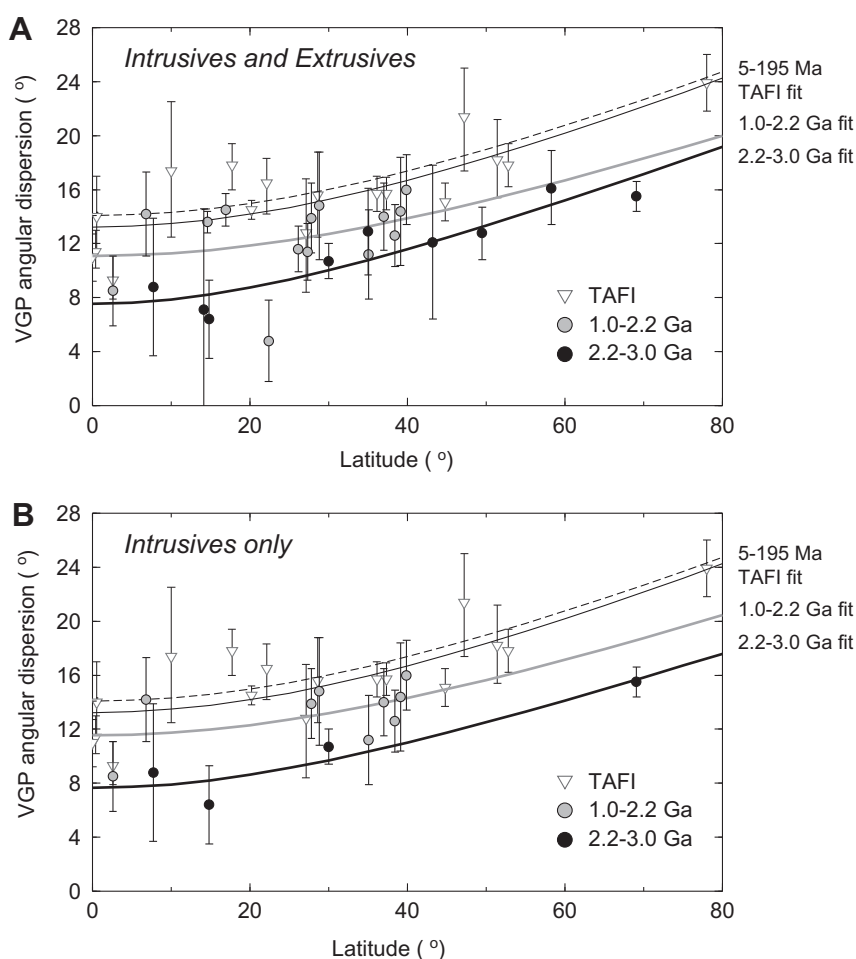 A
Intrusives and Extrusives
VGP angular dispersion ( °)
28
24
20
16
12
8
4
0
0
20
40
60
80
Latitude ( °)
TAFI
1.0-2.2 Ga
2.2-3.0 Ga
5-195 Ma
TAFI fit
1.0-2.2 Ga fit
2.2-3.0 Ga fit
B
Intrusives only
VGP angular dispersion ( °)
28
24
20
16
12
8
4
0
0
20
40
60
80
Latitude ( °)
TAFI
1.0-2.2 Ga
2.2-3.0 Ga
5-195 Ma
TAFI fit
1.0-2.2 Ga fit
2.2-3.0 Ga fit